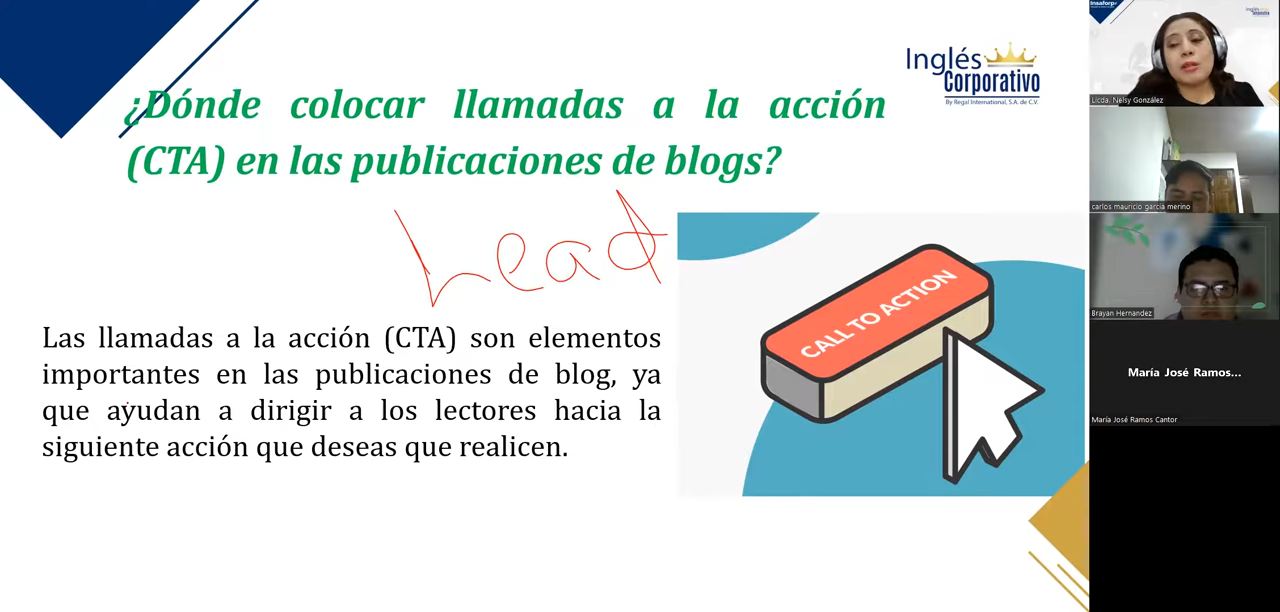 ¿Dónde colocar llamadas a la acción
(CTA) en las publicaciones de blogs?
Inglés
Corporativo
By Regal International, S.A. de C.V.
Lead
CALL TO ACTION
Las llamadas a la acción (CTA) son elementos
importantes en las publicaciones de blog, ya
que ayudan a dirigir a los lectores hacia la
siguiente acción que deseas que realicen.
Insaforp
Inglés
Corporativo
Licda. Nelsy González
carlos mauricio garcia merino
Brayan Hernandez
María José Ramos...
María José Ramos Cantor